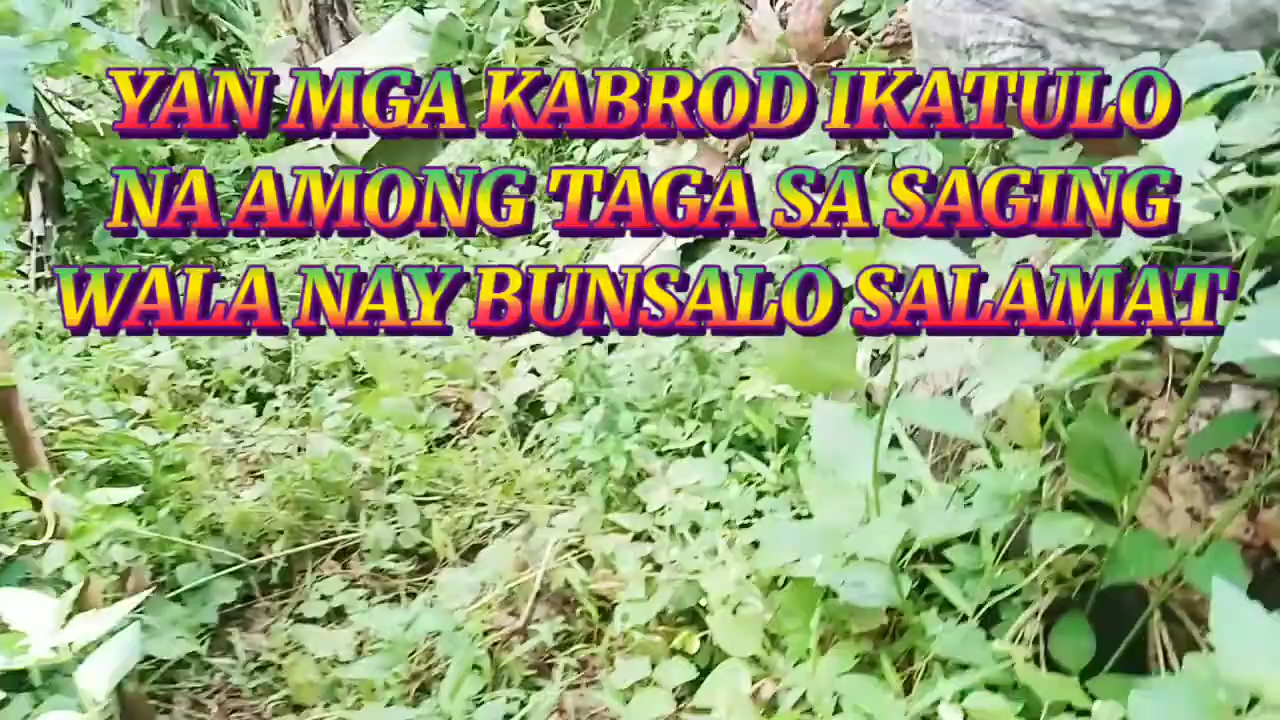 YAN MGA KABROD IKATULO
NA AMONG TAGA SA SAGING
WALA NAY BUNSALO SALAMAT